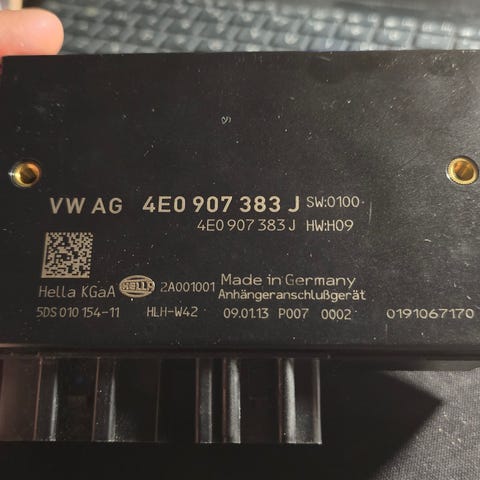 VW AG 4E0 907 383 J SW:0100
4E0 907 383 J HW:H09
Hella KGaA HELLA 2A001001 Made in Germany
Anhängeranschlußgerät
5DS 010 154-11 HLH-W42 09.01.13 P007 0002 0191067170